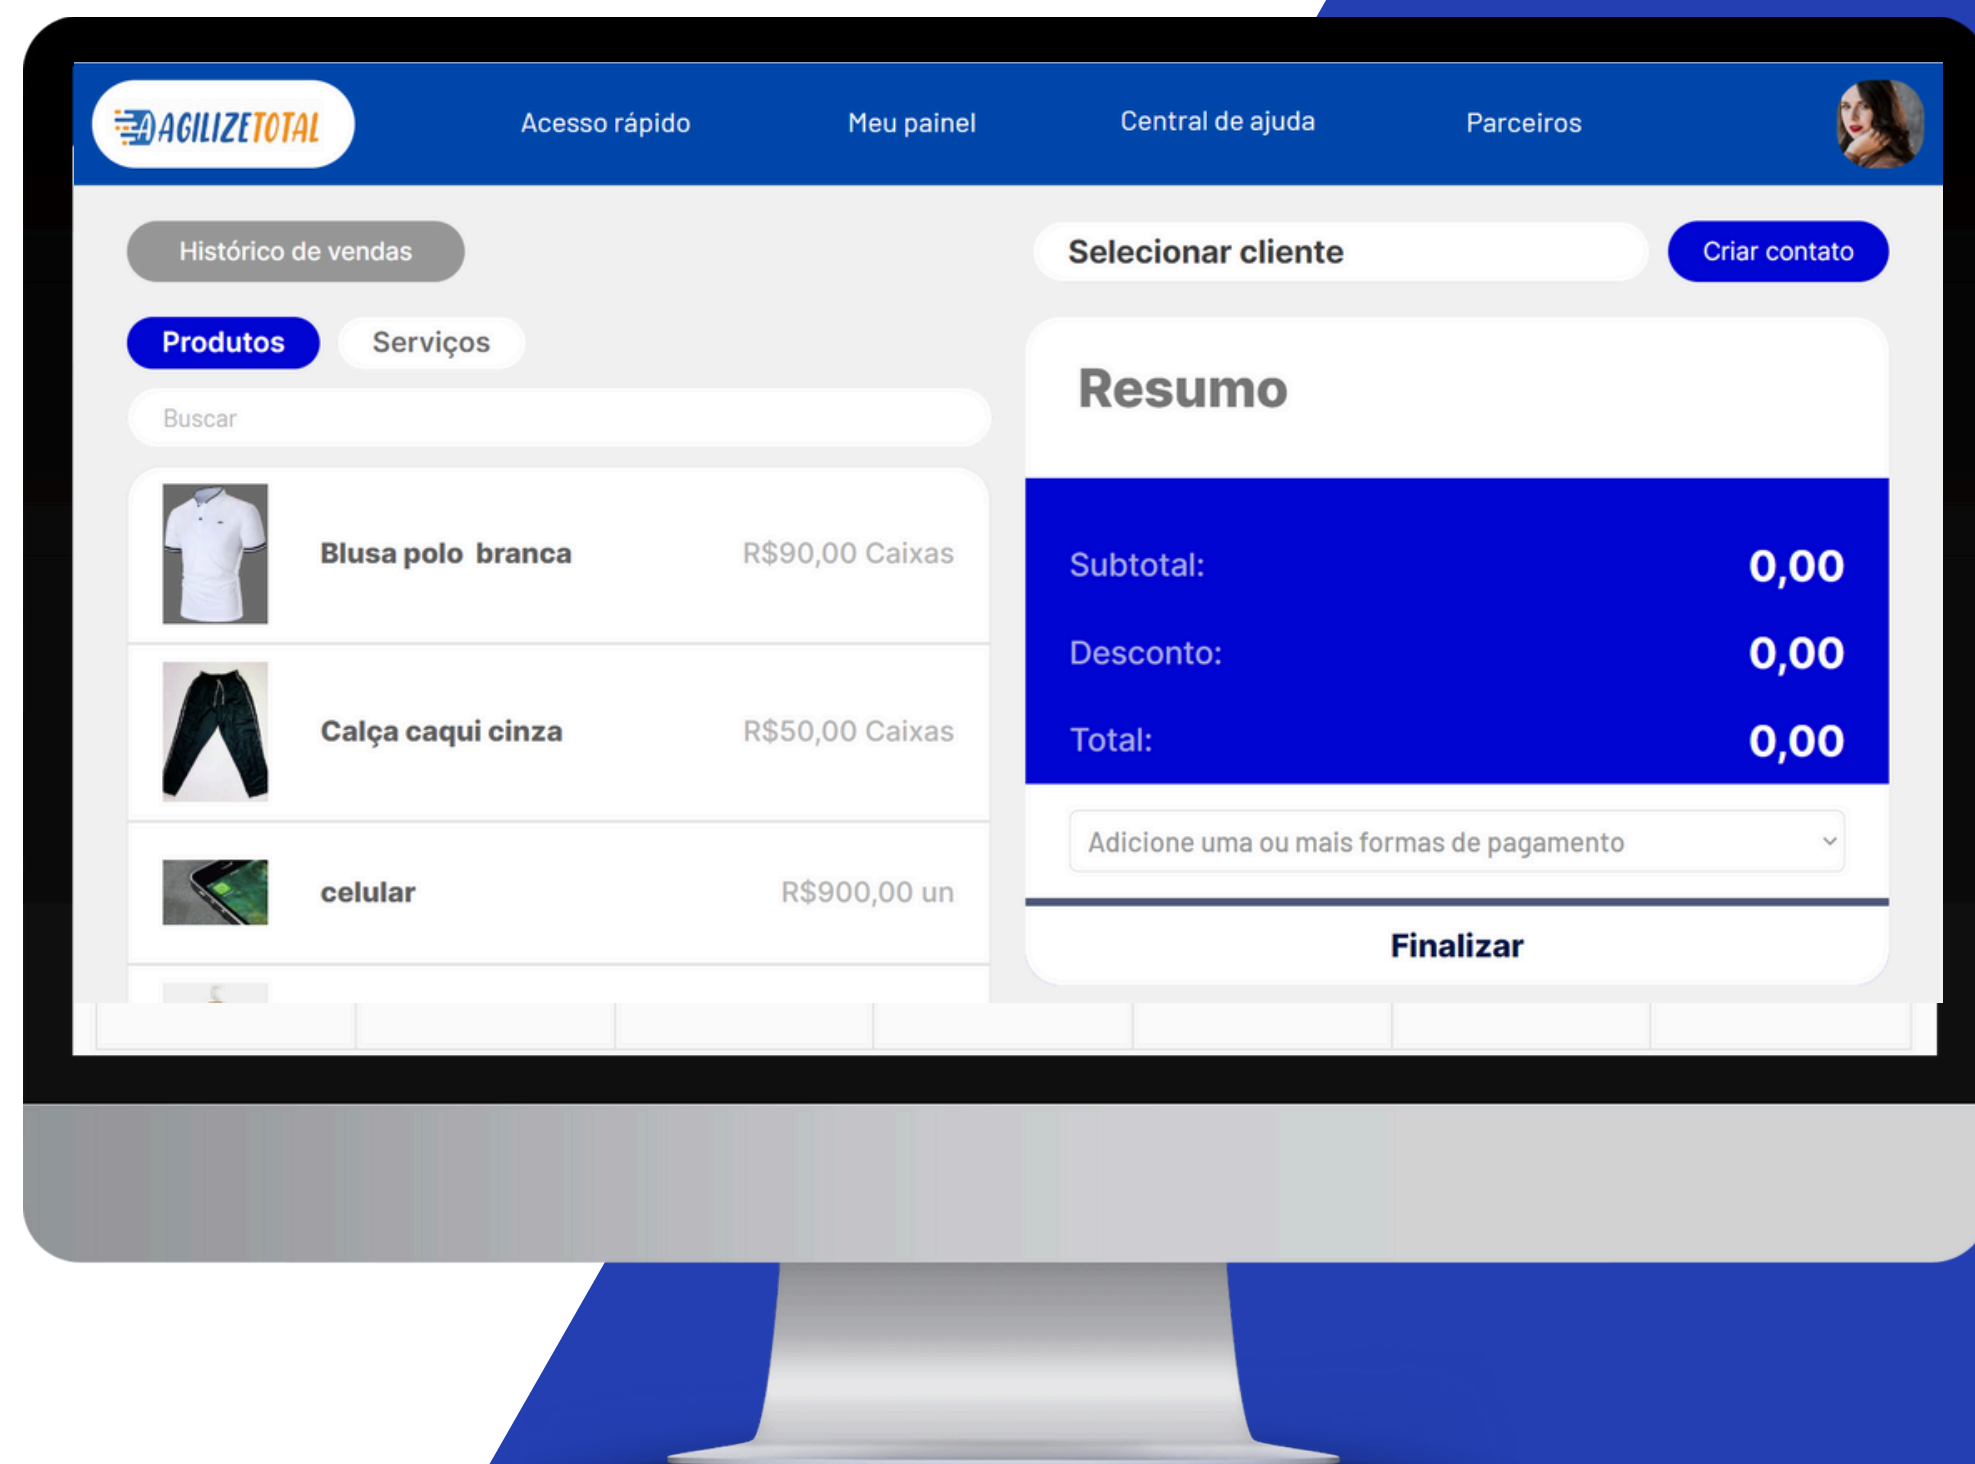 AGILIZETOTAL
Acesso rápido
Meu painel
Central de ajuda
Parceiros
Histórico de vendas
Selecionar cliente
Criar contato
Produtos
Serviços
Buscar
Blusa polo branca
R$90,00 Caixas
Calça caqui cinza
R$50,00 Caixas
celular
R$900,00 un
Resumo
Subtotal: 0,00
Desconto: 0,00
Total: 0,00
Adicione uma ou mais formas de pagamento
Finalizar